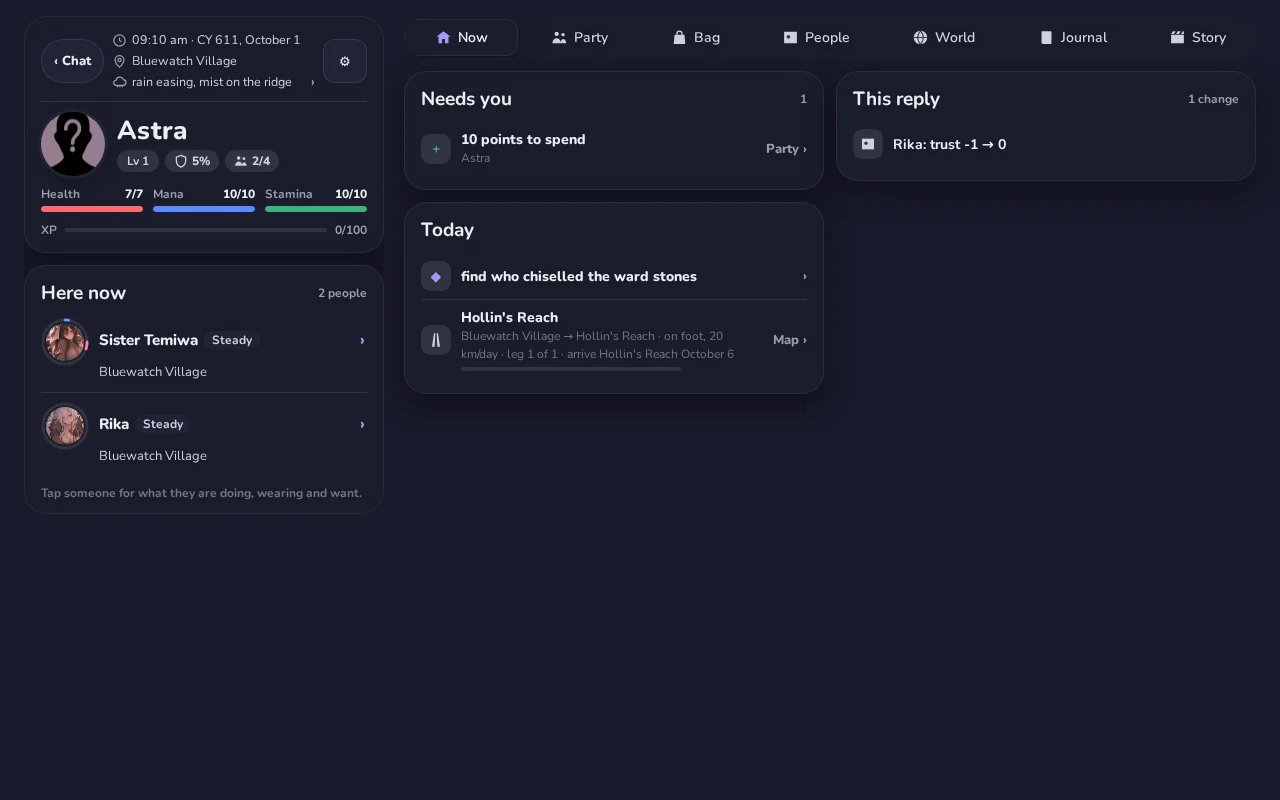 ‹ Chat
09:10 am · CY 611, October 1
Bluewatch Village
rain easing, mist on the ridge ›
Astra
Lv 1
5%
2/4
Health 7/7
Mana 10/10
Stamina 10/10
XP 0/100
Here now
2 people
Sister Temiwa Steady ›
Bluewatch Village
Rika Steady ›
Bluewatch Village
Tap someone for what they are doing, wearing and want.
Now
Party
Bag
People
World
Journal
Story
Needs you
1
+
10 points to spend
Astra
Party ›
Today
find who chiselled the ward stones ›
Hollin's Reach
Bluewatch Village → Hollin's Reach · on foot, 20
km/day · leg 1 of 1 · arrive Hollin's Reach October 6
Map ›
This reply
1 change
Rika: trust -1 → 0